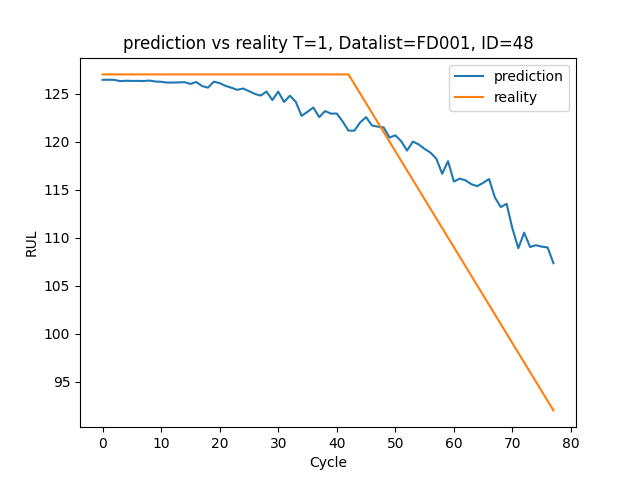 prediction vs reality T=1, Datalist=FD001, ID=48
prediction
reality
RUL
125
120
115
110
105
100
95
0 10 20 30 40 50 60 70 80
Cycle